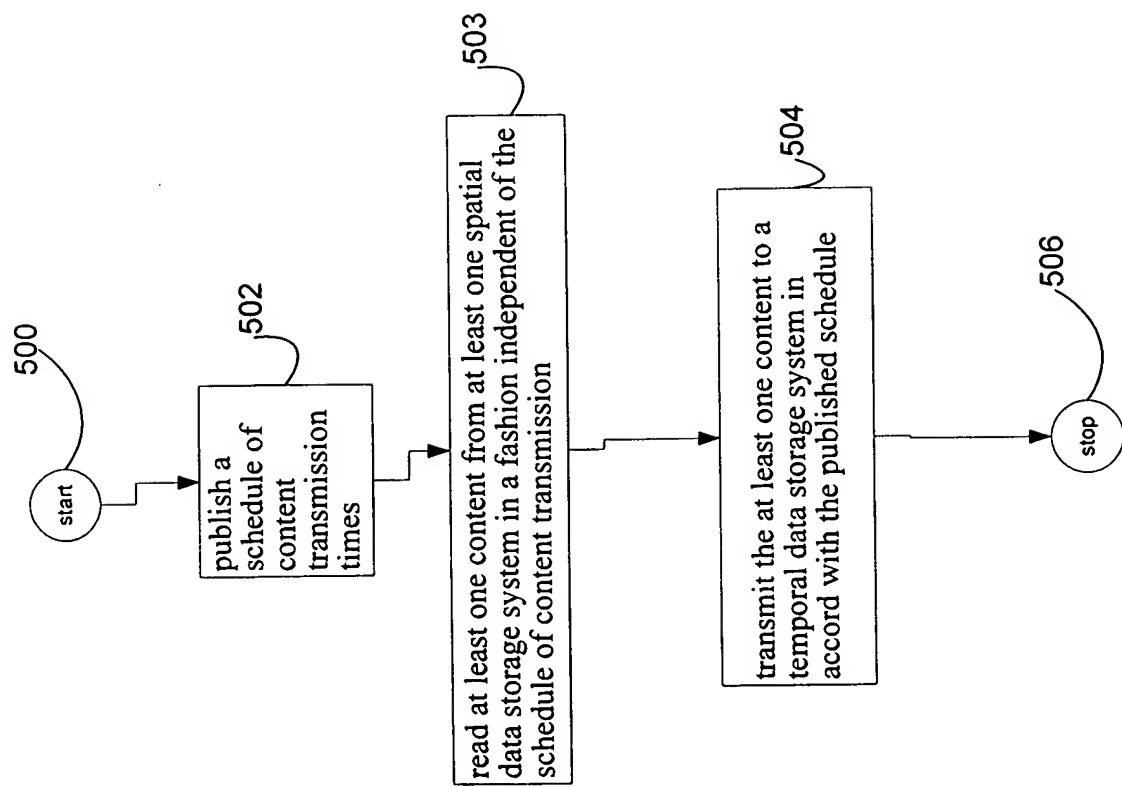 500
start
502
publish a
schedule of
content
transmission
times
503
read at least one content from at least one spatial
data storage system in a fashion independent of the
schedule of content transmission
504
transmit the at least one content to a
temporal data storage system in
accord with the published schedule
506
stop